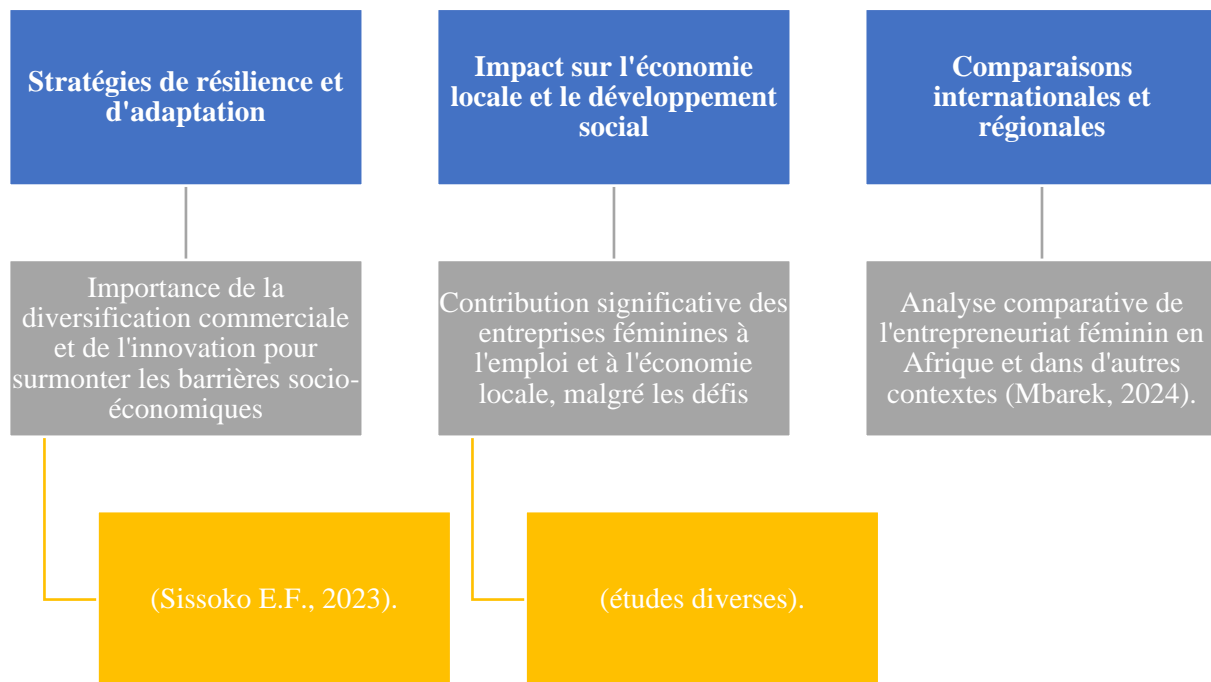 Stratégies de résilience et
d'adaptation
Importance de la
diversification commerciale
et de l'innovation pour
surmonter les barrières socio-
économiques
(Sissoko E.F., 2023).
Impact sur l'économie
locale et le développement
social
Contribution significative des
entreprises féminines à
l'emploi et à l'économie
locale, malgré les défis
(études diverses).
Comparaisons
internationales et
régionales
Analyse comparative de
l'entrepreneuriat féminin en
Afrique et dans d'autres
contextes (Mbarek, 2024).